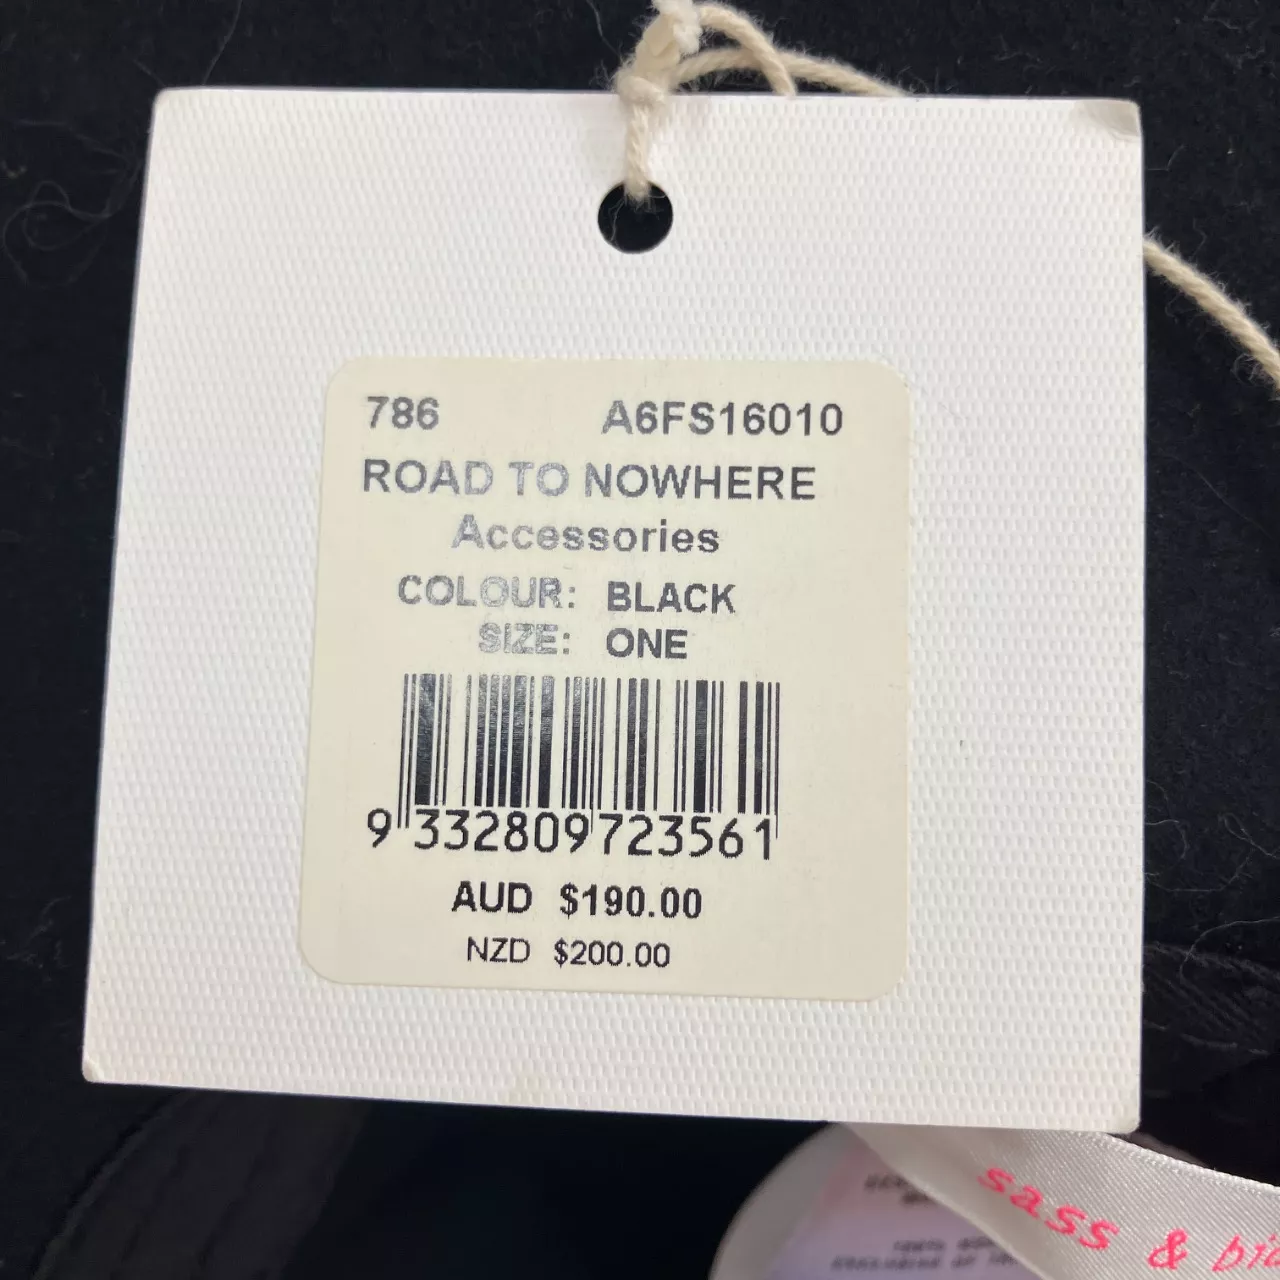 786 A6FS16010
ROAD TO NOWHERE
Accessories
COLOUR: BLACK
SIZE: ONE
9 332809 723561
AUD $190.00
NZD $200.00
sass & bi